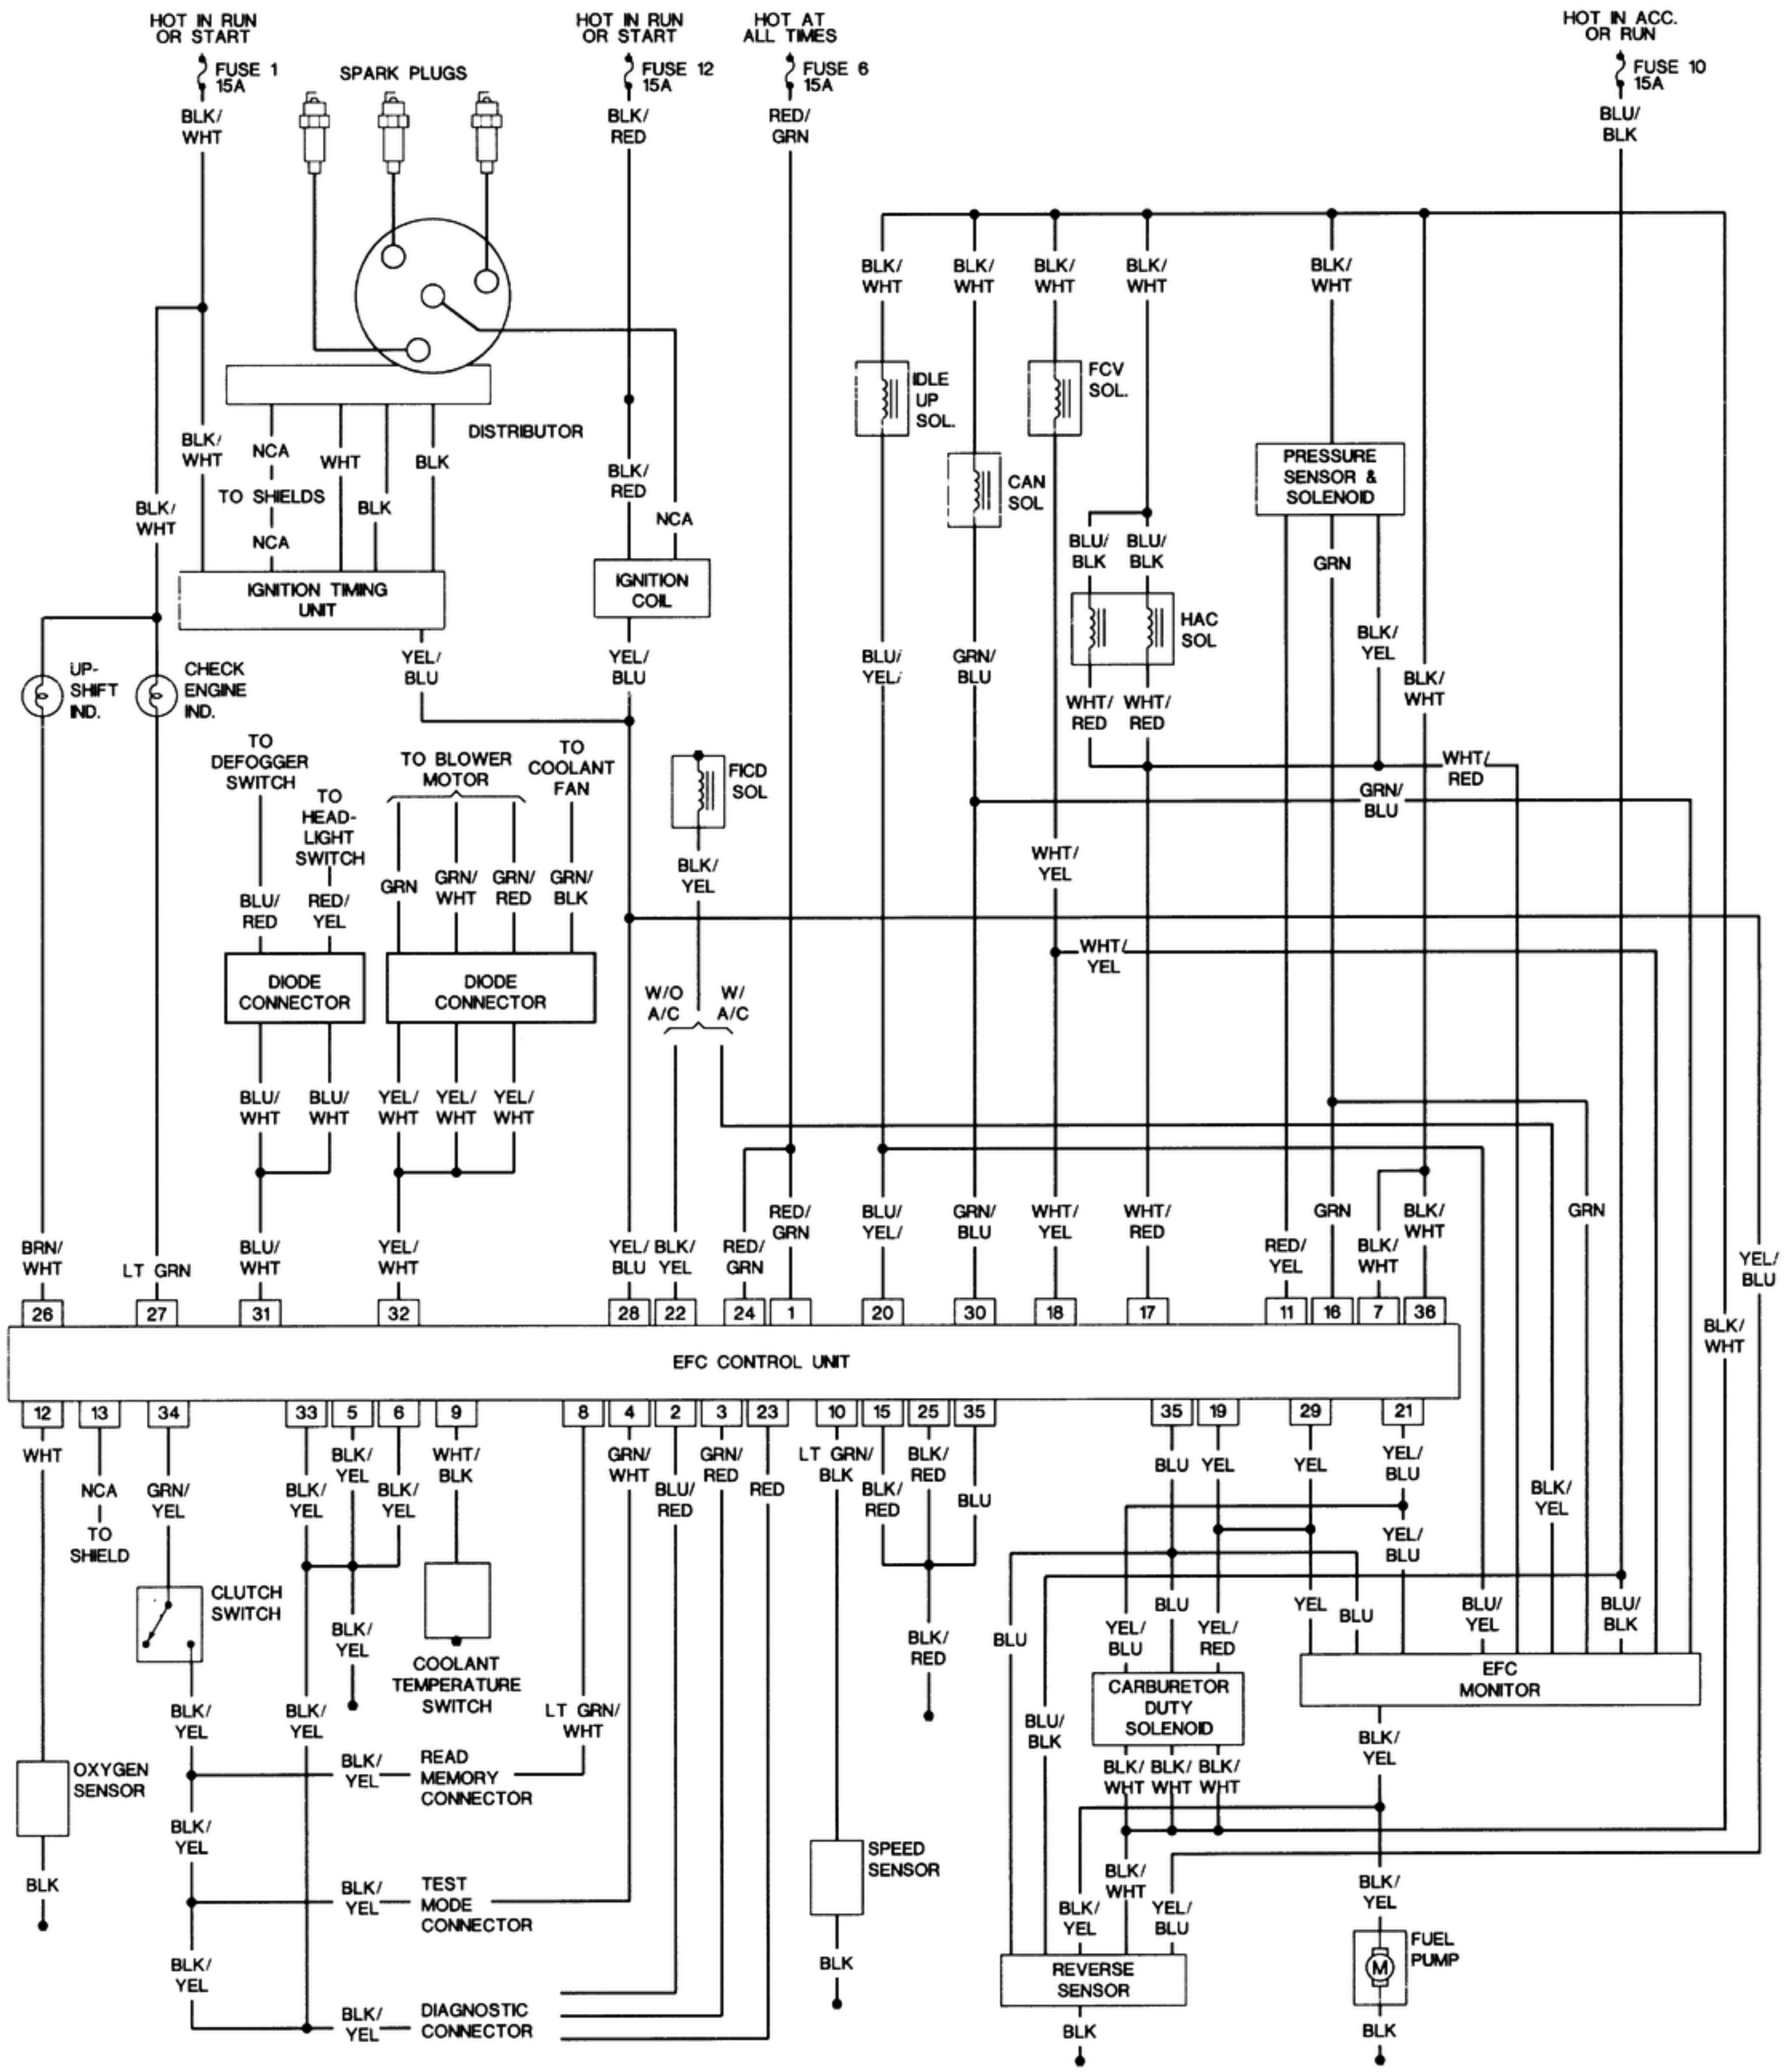 HOT IN RUN
OR START
FUSE 1
15A
BLK/
WHT
SPARK PLUGS
HOT IN RUN
OR START
FUSE 12
15A
BLK/
RED
HOT AT
ALL TIMES
FUSE 6
15A
RED/
GRN
HOT IN ACC.
OR RUN
FUSE 10
15A
BLU/
BLK
BLK/
WHT
BLK/
WHT
BLK/
WHT
BLK/
WHT
BLK/
WHT
IDLE
UP
SOL.
FCV
SOL.
CAN
SOL
PRESSURE
SENSOR &
SOLENOID
DISTRIBUTOR
BLK/
WHT
NCA
WHT
BLK
TO SHIELDS
BLK
NCA
BLK/
WHT
BLK/
RED
NCA
IGNITION TIMING
UNIT
IGNITION
COIL
BLU/
BLK
BLU/
BLK
GRN
HAC
SOL
BLK/
YEL
UP-
SHIFT
IND.
CHECK
ENGINE
IND.
YEL/
BLU
YEL/
BLU
BLU/
YEL/
GRN/
BLU
WHT/
RED
WHT/
RED
BLK/
WHT
TO
DEFOGGER
SWITCH
TO
HEAD-
LIGHT
SWITCH
TO BLOWER
MOTOR
TO
COOLANT
FAN
FICD
SOL
WHT/
RED
GRN/
BLU
BLU/
RED
RED/
YEL
GRN
GRN/
WHT
GRN/
RED
GRN/
BLK
BLK/
YEL
WHT/
YEL
WHT/
YEL
DIODE
CONNECTOR
DIODE
CONNECTOR
W/O
A/C
W/
A/C
BLU/
WHT
BLU/
WHT
YEL/
WHT
YEL/
WHT
YEL/
WHT
BRN/
WHT
LT GRN
BLU/
WHT
YEL/
WHT
YEL/
BLU
BLK/
YEL
RED/
GRN
RED/
GRN
BLU/
YEL/
GRN/
BLU
WHT/
YEL
WHT/
RED
RED/
YEL
GRN
BLK/
WHT
BLK/
WHT
GRN
YEL/
BLU
BLK/
WHT
26 27 31 32 28 22 24 1 20 30 18 17 11 16 7 36
EFC CONTROL UNIT
12 13 34 33 5 6 9 8 4 2 3 23 10 15 25 35 35 19 29 21
WHT
NCA
TO
SHIELD
GRN/
YEL
BLK/
YEL
BLK/
YEL
BLK/
YEL
WHT/
BLK
GRN/
WHT
BLU/
RED
GRN/
RED
RED
LT GRN/
BLK
BLK/
RED
BLK/
RED
BLU
BLU
YEL
YEL
YEL/
BLU
YEL/
BLU
BLK/
YEL
CLUTCH
SWITCH
BLK/
YEL
COOLANT
TEMPERATURE
SWITCH
BLK/
RED
BLU
YEL/
BLU
BLU
YEL/
RED
YEL
BLU
BLU/
YEL
BLU/
BLK
BLK/
YEL
BLK/
YEL
LT GRN/
WHT
BLU/
BLK
CARBURETOR
DUTY
SOLENOID
EFC
MONITOR
OXYGEN
SENSOR
BLK/
YEL
READ
MEMORY
CONNECTOR
BLK/
WHT
BLK/
WHT
BLK/
WHT
BLK/
YEL
BLK/
YEL
SPEED
SENSOR
BLK
BLK/
YEL
TEST
MODE
CONNECTOR
BLK/
YEL
BLK/
WHT
YEL/
BLU
BLK/
YEL
FUEL
PUMP
M
BLK/
YEL
BLK
REVERSE
SENSOR
BLK/
YEL
DIAGNOSTIC
CONNECTOR
BLK
BLK